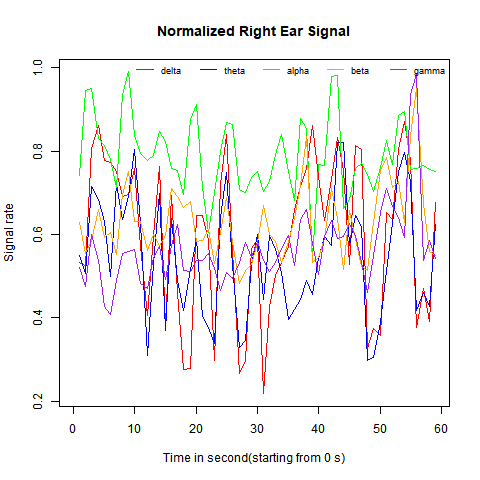 Normalized Right Ear Signal
delta theta alpha beta gamma
Signal rate
1.0
0.8
0.6
0.4
0.2
0 10 20 30 40 50 60
Time in second(starting from 0 s)